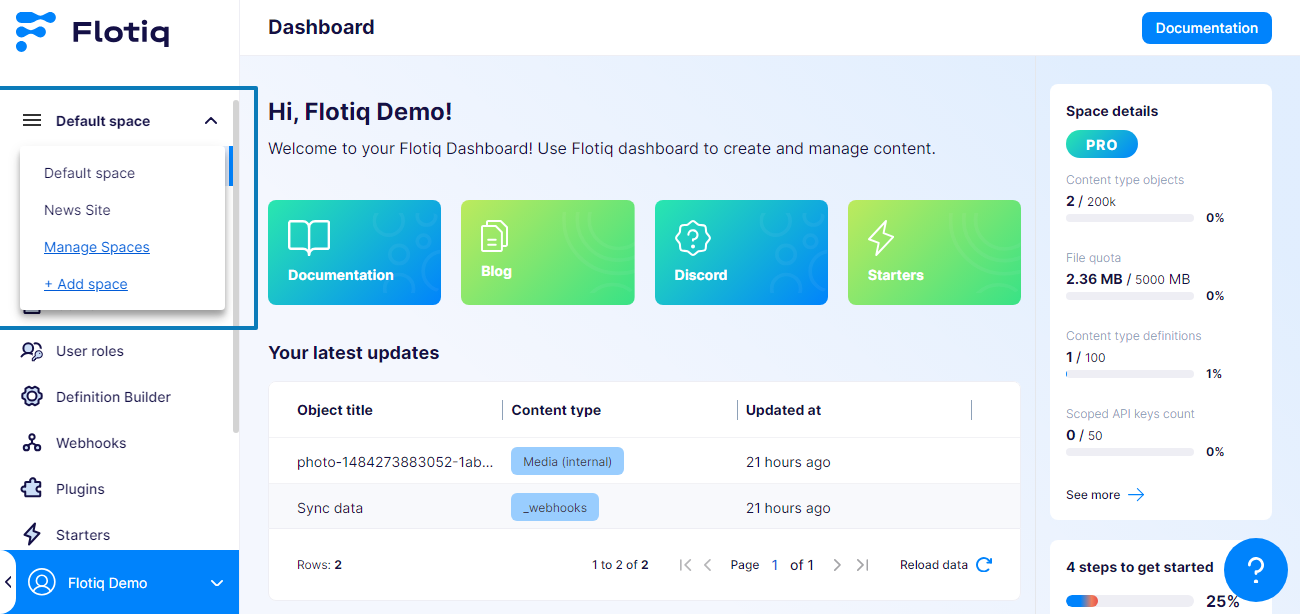 Flotiq
Dashboard
Documentation
Default space
Default space
News Site
Manage Spaces
+ Add space
User roles
Definition Builder
Webhooks
Plugins
Starters
Flotiq Demo
Hi, Flotiq Demo!
Welcome to your Flotiq Dashboard! Use Flotiq dashboard to create and manage content.
Documentation
Blog
Discord
Starters
Your latest updates
Object title Content type Updated at
photo-1484273883052-1ab... Media (internal) 21 hours ago
Sync data _webhooks 21 hours ago
Rows: 2 1 to 2 of 2 Page 1 of 1 Reload data
Space details
PRO
Content type objects
2 / 200k
0%
File quota
2.36 MB / 5000 MB
0%
Content type definitions
1 / 100
1%
Scoped API keys count
0 / 50
0%
See more
4 steps to get started
25%
?